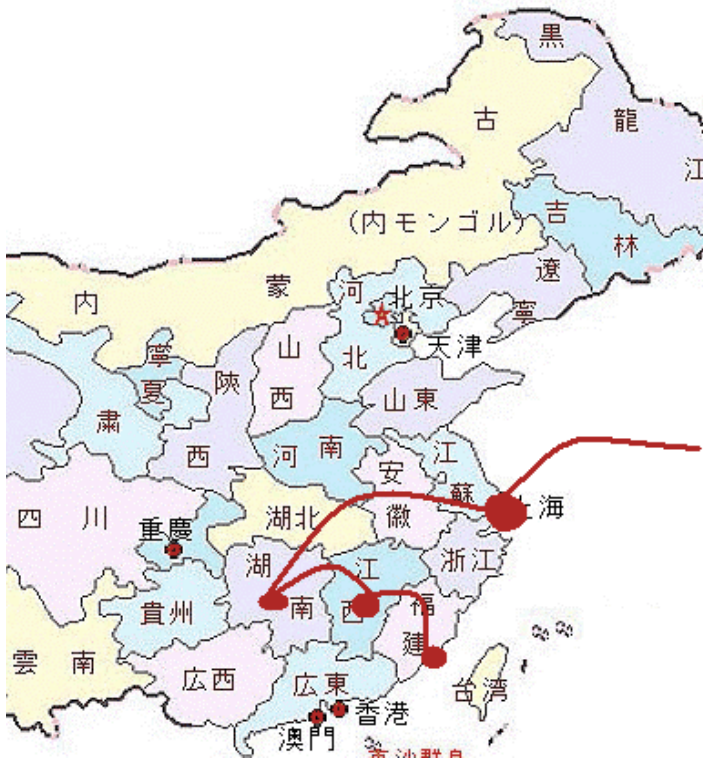 黒
龍
江
古
(内モンゴル)
吉
林
遼
寧
内
蒙
河
北京
北
天津
山
西
寧
夏
粛
陝
西
山東
河南
江
蘇
安
徽
上海
四川
重慶
湖北
湖
南
江
西
浙江
貴州
福
建
雲南
広西
広東
台湾
香港
澳門